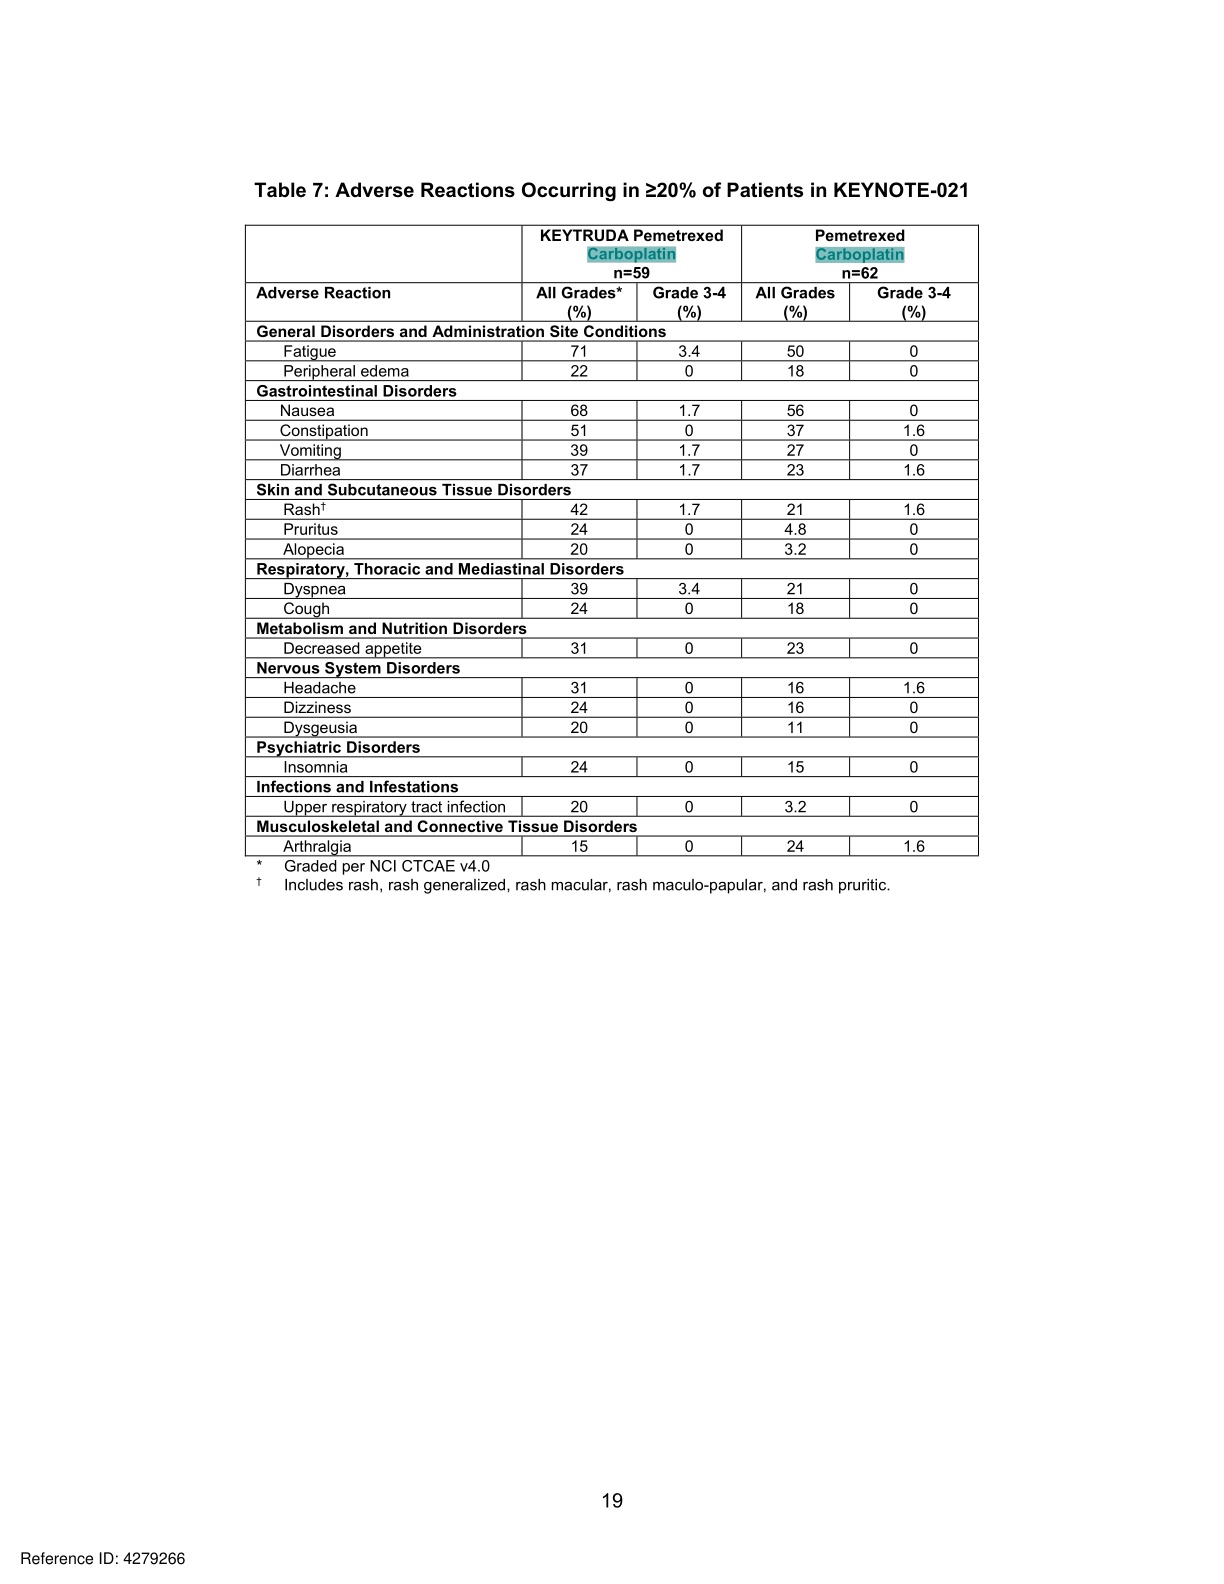 Table 7: Adverse Reactions Occurring in ≥20% of Patients in KEYNOTE-021
KEYTRUDA Pemetrexed Pemetrexed
Carboplatin Carboplatin
n=59 n=62
Adverse Reaction All Grades* Grade 3-4 All Grades Grade 3-4
(%) (%) (%) (%)
General Disorders and Administration Site Conditions
Fatigue 71 3.4 50 0
Peripheral edema 22 0 18 0
Gastrointestinal Disorders
Nausea 68 1.7 56 0
Constipation 51 0 37 1.6
Vomiting 39 1.7 27 0
Diarrhea 37 1.7 23 1.6
Skin and Subcutaneous Tissue Disorders
Rash† 42 1.7 21 1.6
Pruritus 24 0 4.8 0
Alopecia 20 0 3.2 0
Respiratory, Thoracic and Mediastinal Disorders
Dyspnea 39 3.4 21 0
Cough 24 0 18 0
Metabolism and Nutrition Disorders
Decreased appetite 31 0 23 0
Nervous System Disorders
Headache 31 0 16 1.6
Dizziness 24 0 16 0
Dysgeusia 20 0 11 0
Psychiatric Disorders
Insomnia 24 0 15 0
Infections and Infestations
Upper respiratory tract infection 20 0 3.2 0
Musculoskeletal and Connective Tissue Disorders
Arthralgia 15 0 24 1.6
* Graded per NCI CTCAE v4.0
† Includes rash, rash generalized, rash macular, rash maculo-papular, and rash pruritic.
19
Reference ID: 4279266